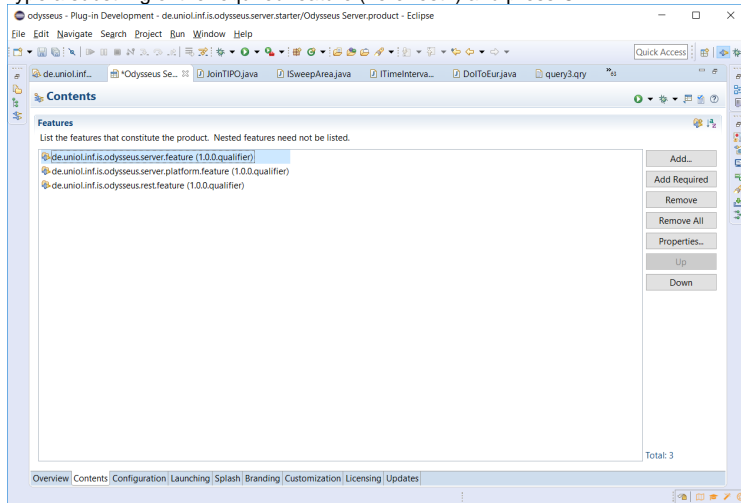 odysseus - Plug-in Development - de.uniol.inf.is.odysseus.server.starter/Odysseus Server.product - Eclipse
File Edit Navigate Search Project Run Window Help
Quick Access
de.uniol.inf... *Odysseus Se... JoinTIPO.java ISweepArea.java ITimeInterva... DolToEur.java query3.qry »63
Contents
Features
List the features that constitute the product. Nested features need not be listed.
de.uniol.inf.is.odysseus.server.feature (1.0.0.qualifier)
de.uniol.inf.is.odysseus.server.platform.feature (1.0.0.qualifier)
de.uniol.inf.is.odysseus.rest.feature (1.0.0.qualifier)
Add...
Add Required
Remove
Remove All
Properties...
Up
Down
Total: 3
Overview Contents Configuration Launching Splash Branding Customization Licensing Updates